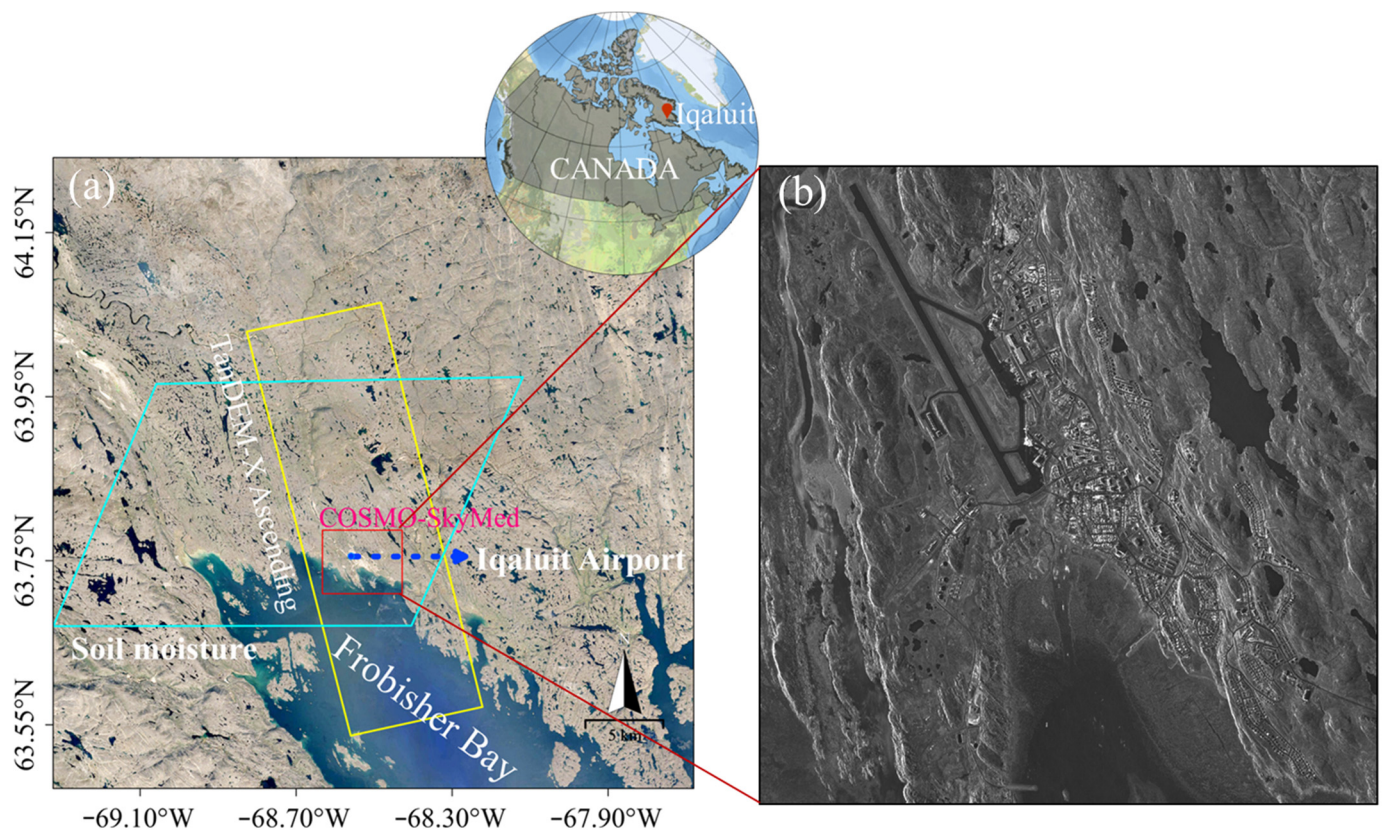 Iqaluit
CANADA
(a)
(b)
64.15°N
63.95°N
63.75°N
63.55°N
TanDEM-X Ascending
COSMO-SkyMed
Iqaluit Airport
Soil moisture
Frobisher Bay
5 km
−69.10°W
−68.70°W
−68.30°W
−67.90°W